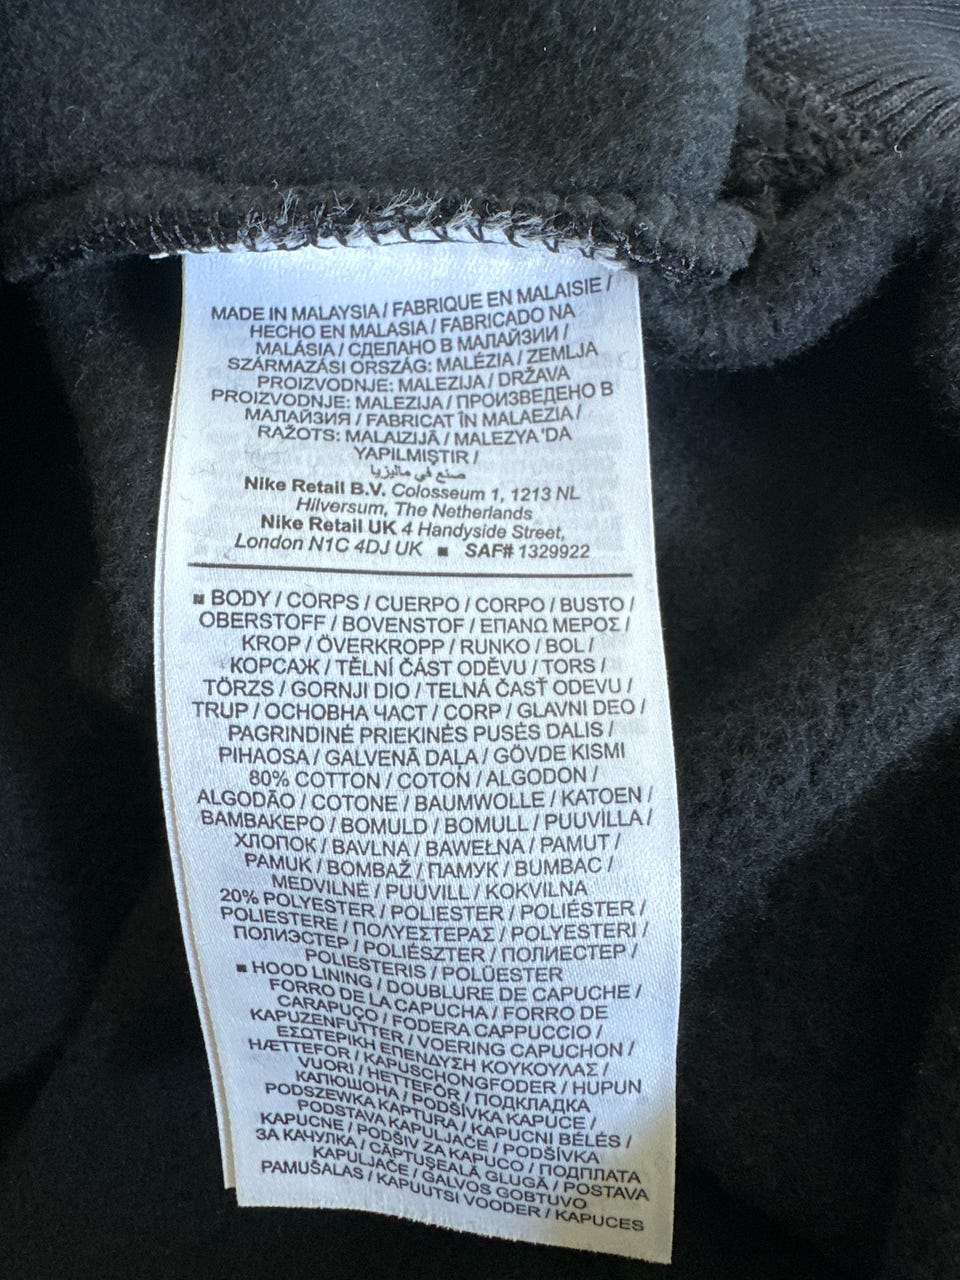 MADE IN MALAYSIA / FABRIQUE EN MALAISIE /
HECHO EN MALASIA / FABRICADO NA
MALÁSIA / СДЕЛАНО В МАЛАЙЗИИ /
SZÁRMAZÁSI ORSZÁG: MALÉZIA / ZEMLJA
PROIZVODNJE: MALEZIJA / DRŽAVA
PROIZVODNJE: MALEZIJA / ПРОИЗВЕДЕНО В
МАЛАЙЗИЯ / FABRICAT ÎN MALAEZIA /
RAŽOTS: MALAIZIJĀ / MALEZYA'DA
YAPILMIŞTIR /
صنع في ماليزيا
Nike Retail B.V. Colosseum 1, 1213 NL
Hilversum, The Netherlands
Nike Retail UK 4 Handyside Street,
London N1C 4DJ UK ■ SAF# 1329922
■ BODY / CORPS / CUERPO / CORPO / BUSTO /
OBERSTOFF / BOVENSTOF / ΕΠΑΝΩ ΜΕΡΟΣ /
KROP / ÖVERKROPP / RUNKO / BOL /
КОРСАЖ / TĚLNÍ ČÁST ODĚVU / TORS /
TÖRZS / GORNJI DIO / TELNÁ ČASŤ ODEVU /
TRUP / ОСНОВНА ЧАСТ / CORP / GLAVNI DEO /
PAGRINDINĖ PRIEKINĖS PUSĖS DALIS /
PIHAOSA / GALVENĀ DAĻA / GÖVDE KISMI
80% COTTON / COTON / ALGODON /
ALGODÃO / COTONE / BAUMWOLLE / KATOEN /
ΒΑΜΒΑΚΕΡΟ / BOMULD / BOMULL / PUUVILLA /
ХЛОПОК / BAVLNA / BAWEŁNA / PAMUT /
PAMUK / BOMBAŽ / ПАМУК / BUMBAC /
MEDVILNĖ / PUUVILL / KOKVILNA
20% POLYESTER / POLIESTER / POLIÉSTER /
POLIESTERE / ΠΟΛΥΕΣΤΕΡΑΣ / POLYESTERI /
ПОЛИЭСТЕР / POLIÉSZTER / ПОЛИЕСТЕР /
POLIESTERIS / POLÜESTER
■ HOOD LINING / DOUBLURE DE CAPUCHE /
FORRO DE LA CAPUCHA / FORRO DE
CARAPUÇO / FODERA CAPPUCCIO /
KAPUZENFUTTER / VOERING CAPUCHON /
ΕΣΩΤΕΡΙΚΗ ΕΠΕΝΔΥΣΗ ΚΟΥΚΟΥΛΑΣ /
HÆTTEFOR / KAPUSCHONGFODER / HUPUN
VUORI / HETTEFÔR / ПОДКЛАДКА
КАПЮШОНА / PODŠÍVKA KAPUCE /
PODSZEWKA KAPTURA / KAPUCNI BÉLÉS /
PODSTAVA KAPULJAČE / PODŠÍVKA
KAPUCNE / PODŠIV ZA KAPUCO / ПОДПЛАТА
ЗА КАЧУЛКА / CĂPTUȘEALĂ GLUGĂ / POSTAVA
KAPULJAČE / GALVOS GOBTUVO
PAMUŠALAS / KAPUUTSI VOODER / KAPUCES